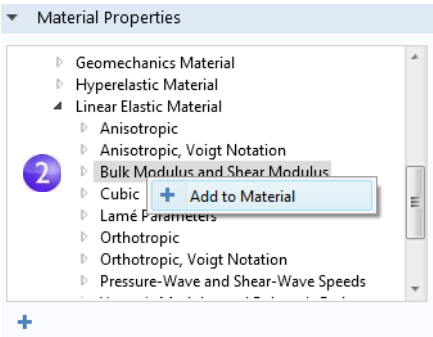 Material Properties
Geomechanics Material
Hyperelastic Material
Linear Elastic Material
Anisotropic
Anisotropic, Voigt Notation
2
Bulk Modulus and Shear Modulus
Cubic
Add to Material
Lamé Parameters
Orthotropic
Orthotropic, Voigt Notation
Pressure-Wave and Shear-Wave Speeds